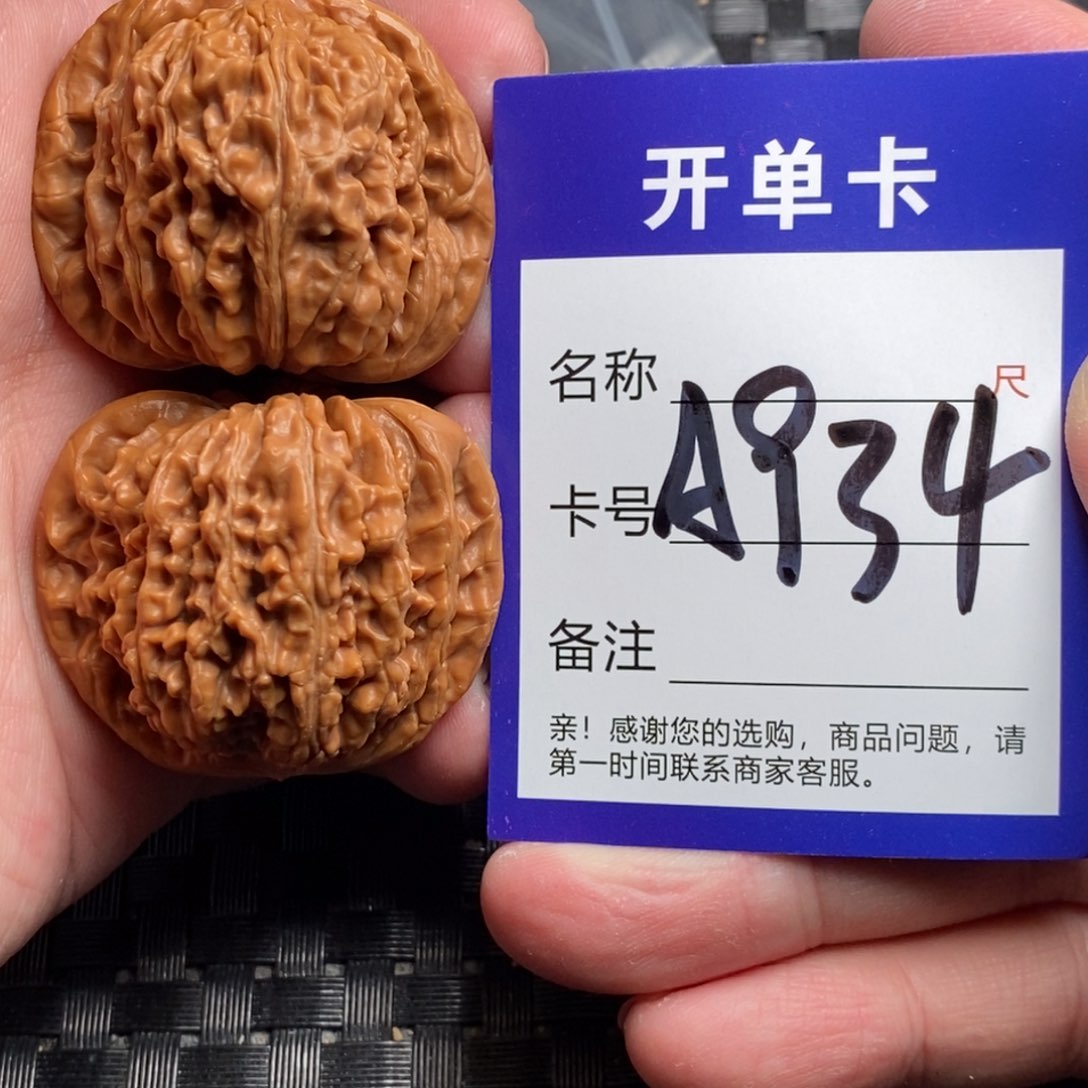 开单卡
名称 尺
卡号 A934
备注
亲！感谢您的选购，商品问题，请
第一时间联系商家客服。